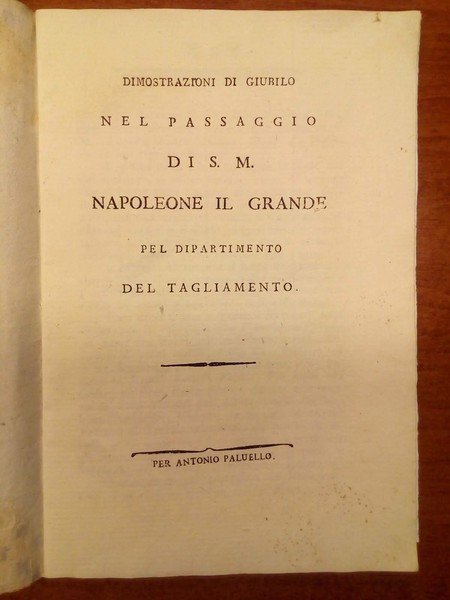 DIMOSTRAZIONI DI GIUBILO
NEL PASSAGGIO
DI S. M.
NAPOLEONE IL GRANDE
PEL DIPARTIMENTO
DEL TAGLIAMENTO.
PER ANTONIO PALUELLO.